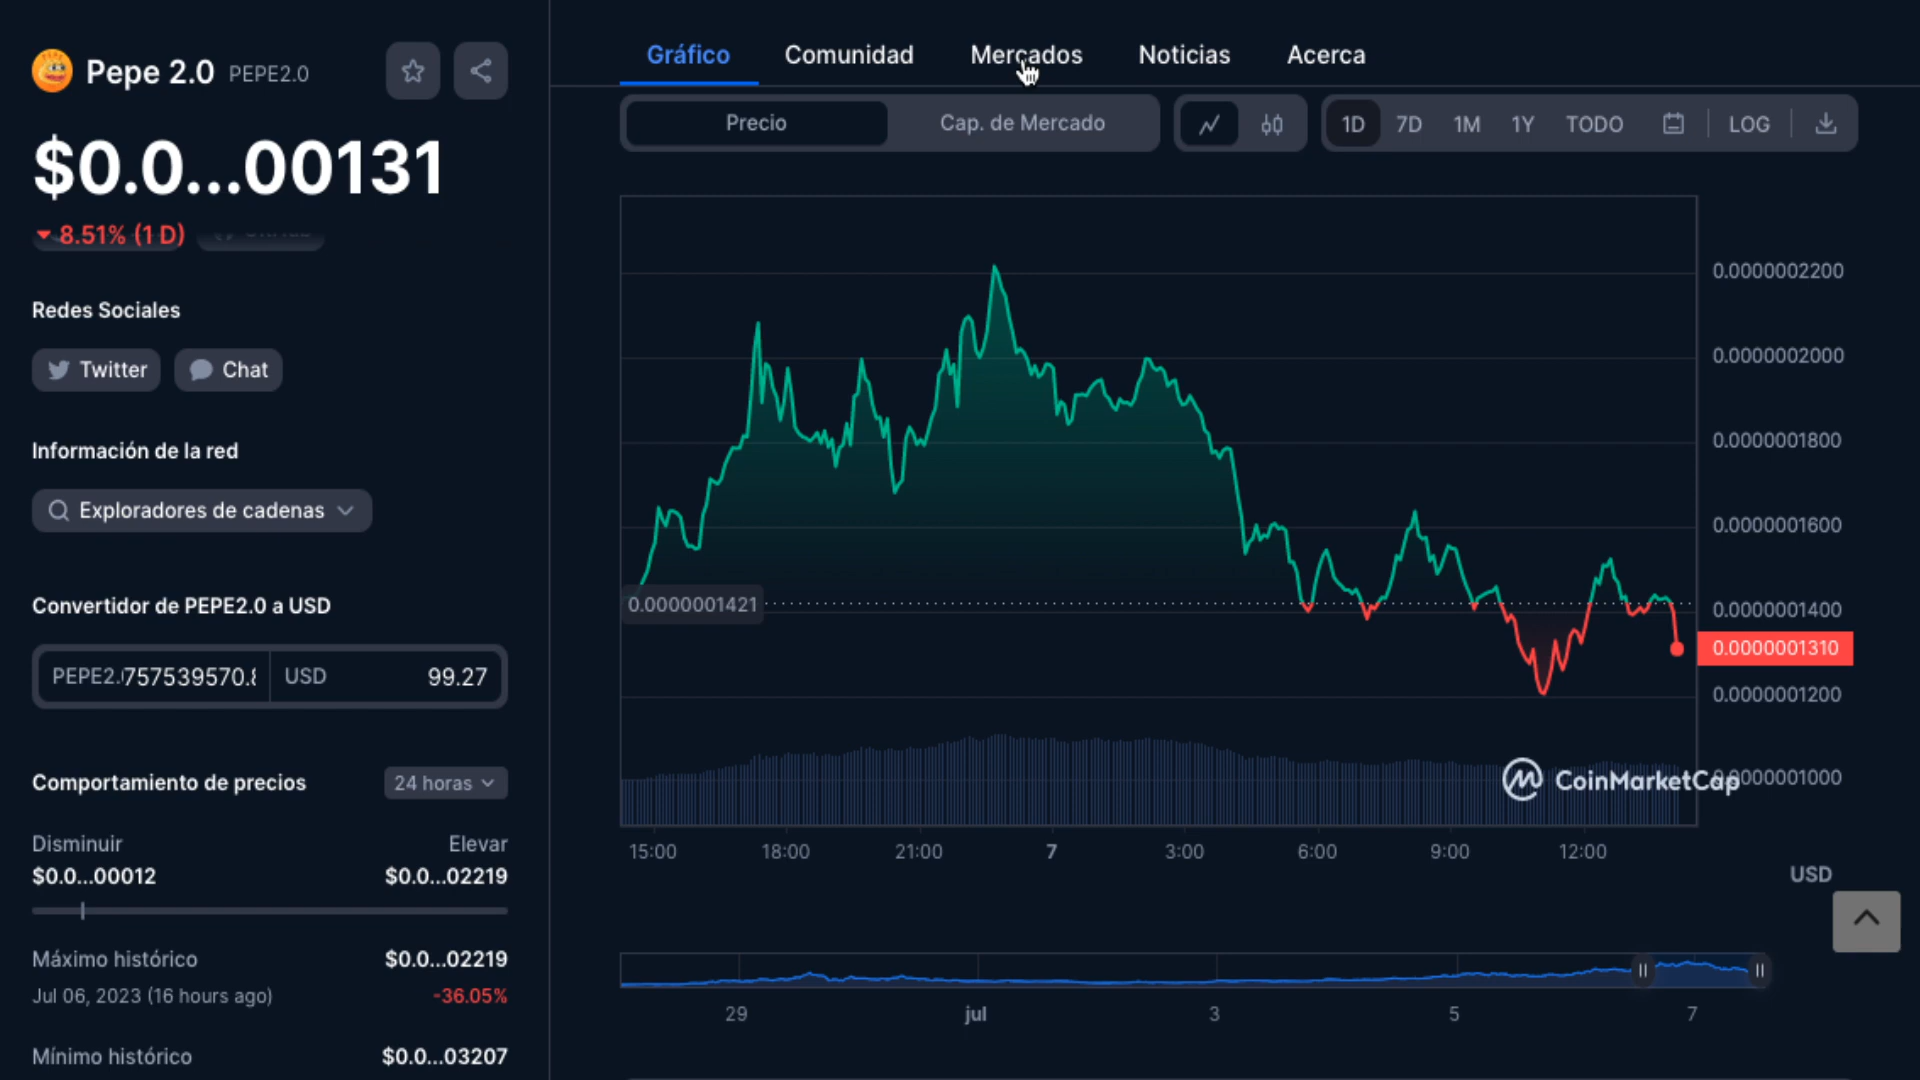 Pepe 2.0 PEPE2.0
$0.0...00131
8.51% (1 D)
Redes Sociales
Twitter Chat
Información de la red
Exploradores de cadenas
Convertidor de PEPE2.0 a USD
USD 99.27
Comportamiento de precios 24 horas
Disminuir Elevar
$0.0...00012 $0.0...02219
Máximo histórico $0.0...02219
Jul 06, 2023 (16 hours ago) -36.05%
Mínimo histórico $0.0...03207
Gráfico Comunidad Mercados Noticias Acerca
Precio Cap. de Mercado 1D 7D 1M 1Y TODO LOG
0.0000002200
0.0000002000
0.0000001800
0.0000001600
0.0000001421
0.0000001400
0.0000001310
0.0000001200
CoinMarketCap
15:00 18:00 21:00 7 3:00 6:00 9:00 12:00
USD
29 jul 3 5 7